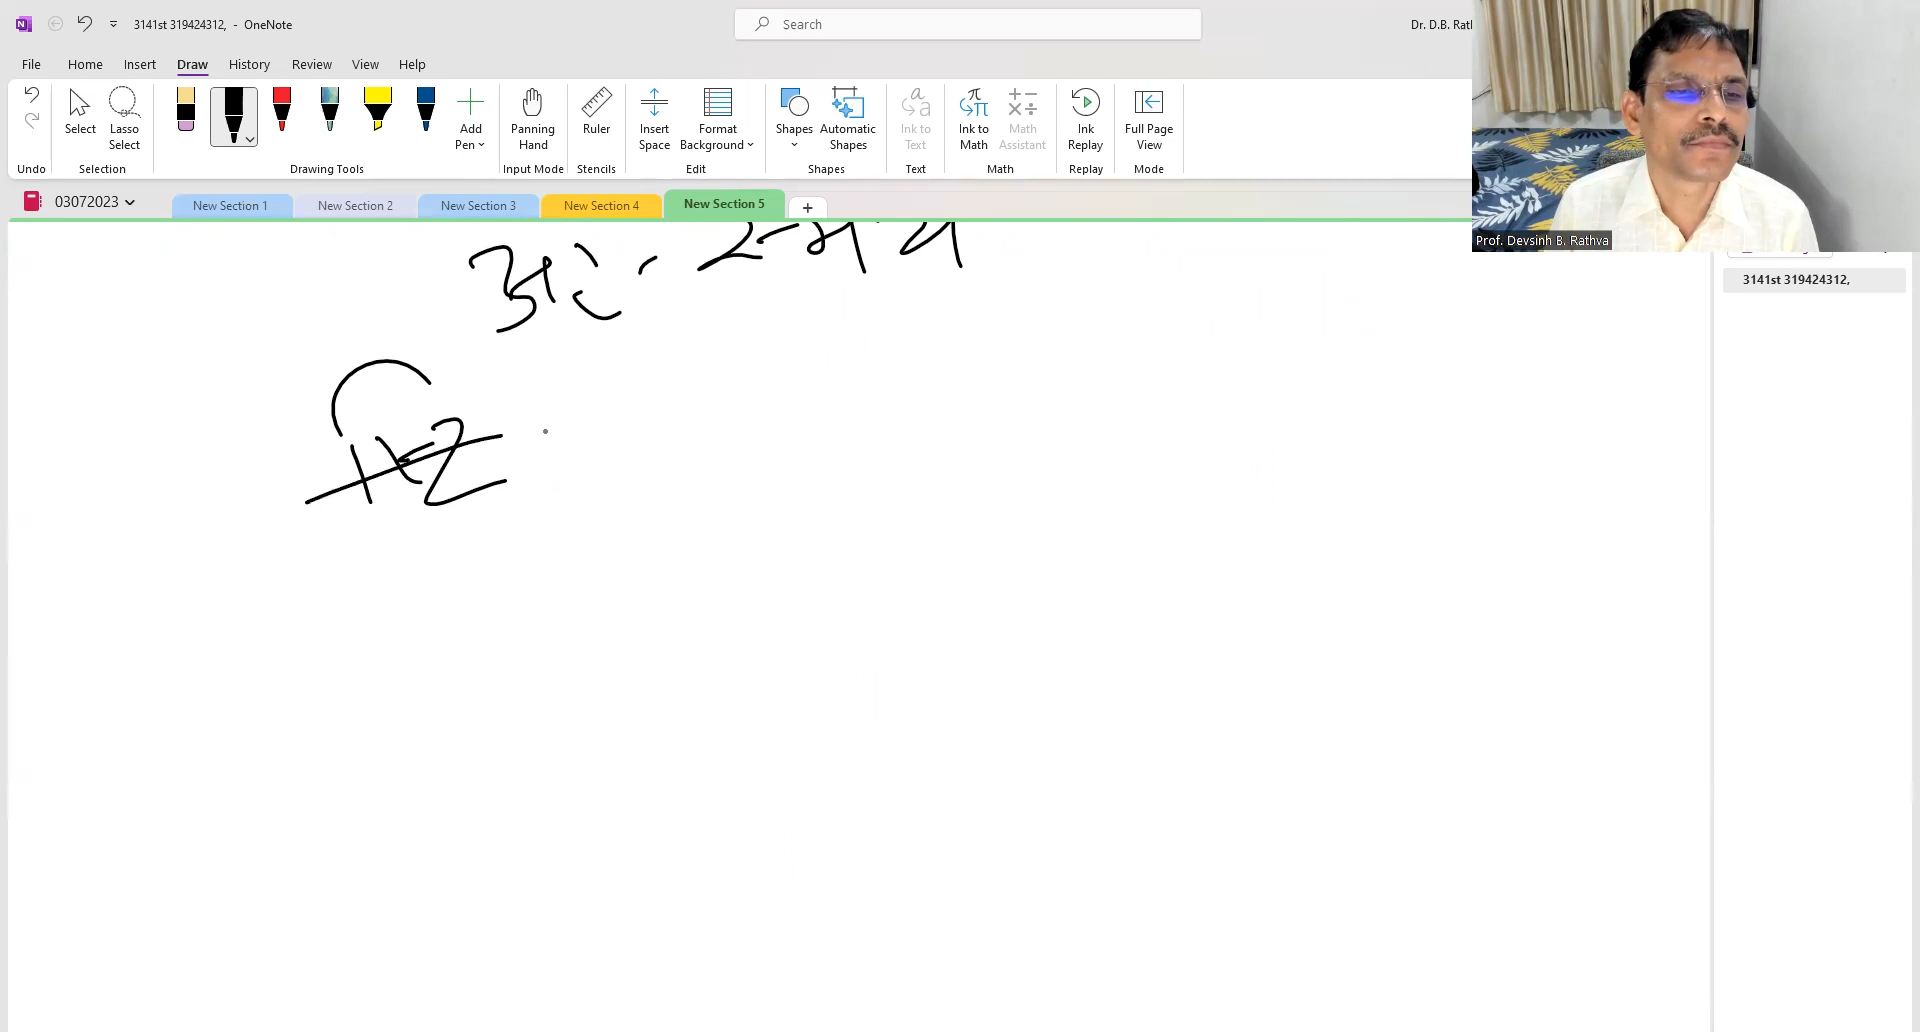 3141st 319424312, - OneNote
Search
Dr. D.B. Rat
File Home Insert Draw History Review View Help
Select
Lasso Select
Add Pen
Panning Hand
Ruler
Insert Space
Format Background
Shapes
Automatic Shapes
Ink to Text
Ink to Math
Math Assistant
Ink Replay
Full Page View
Undo Selection Drawing Tools Input Mode Stencils Edit Shapes Text Math Replay Mode
03072023
New Section 1 New Section 2 New Section 3 New Section 4 New Section 5
Prof. Devsinh B. Rathva
3141st 319424312,